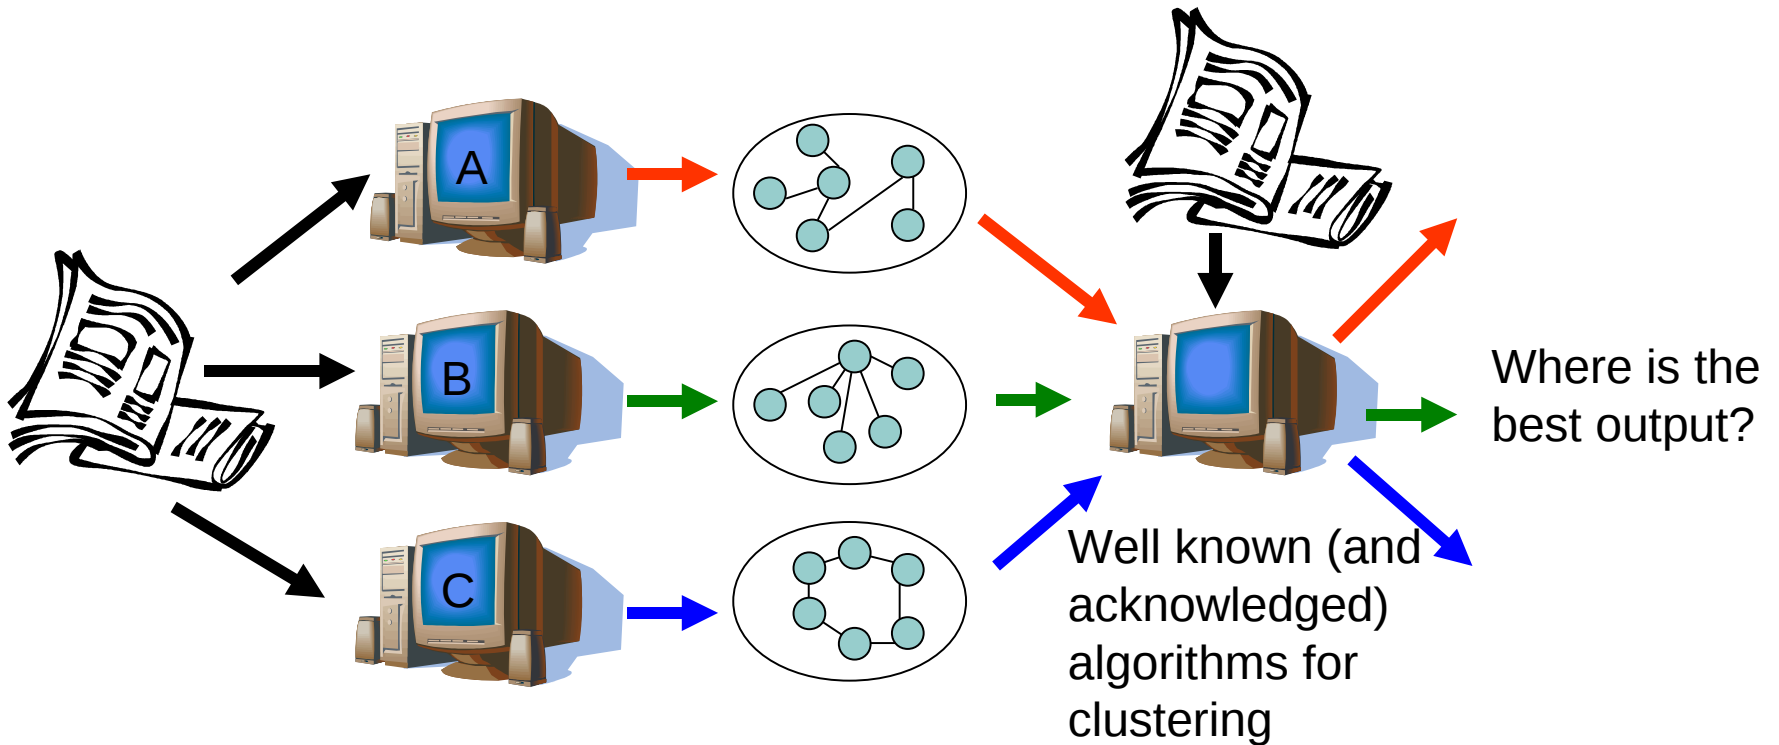 A
B
C
Where is the
best output?
Well known (and
acknowledged)
algorithms for
clustering